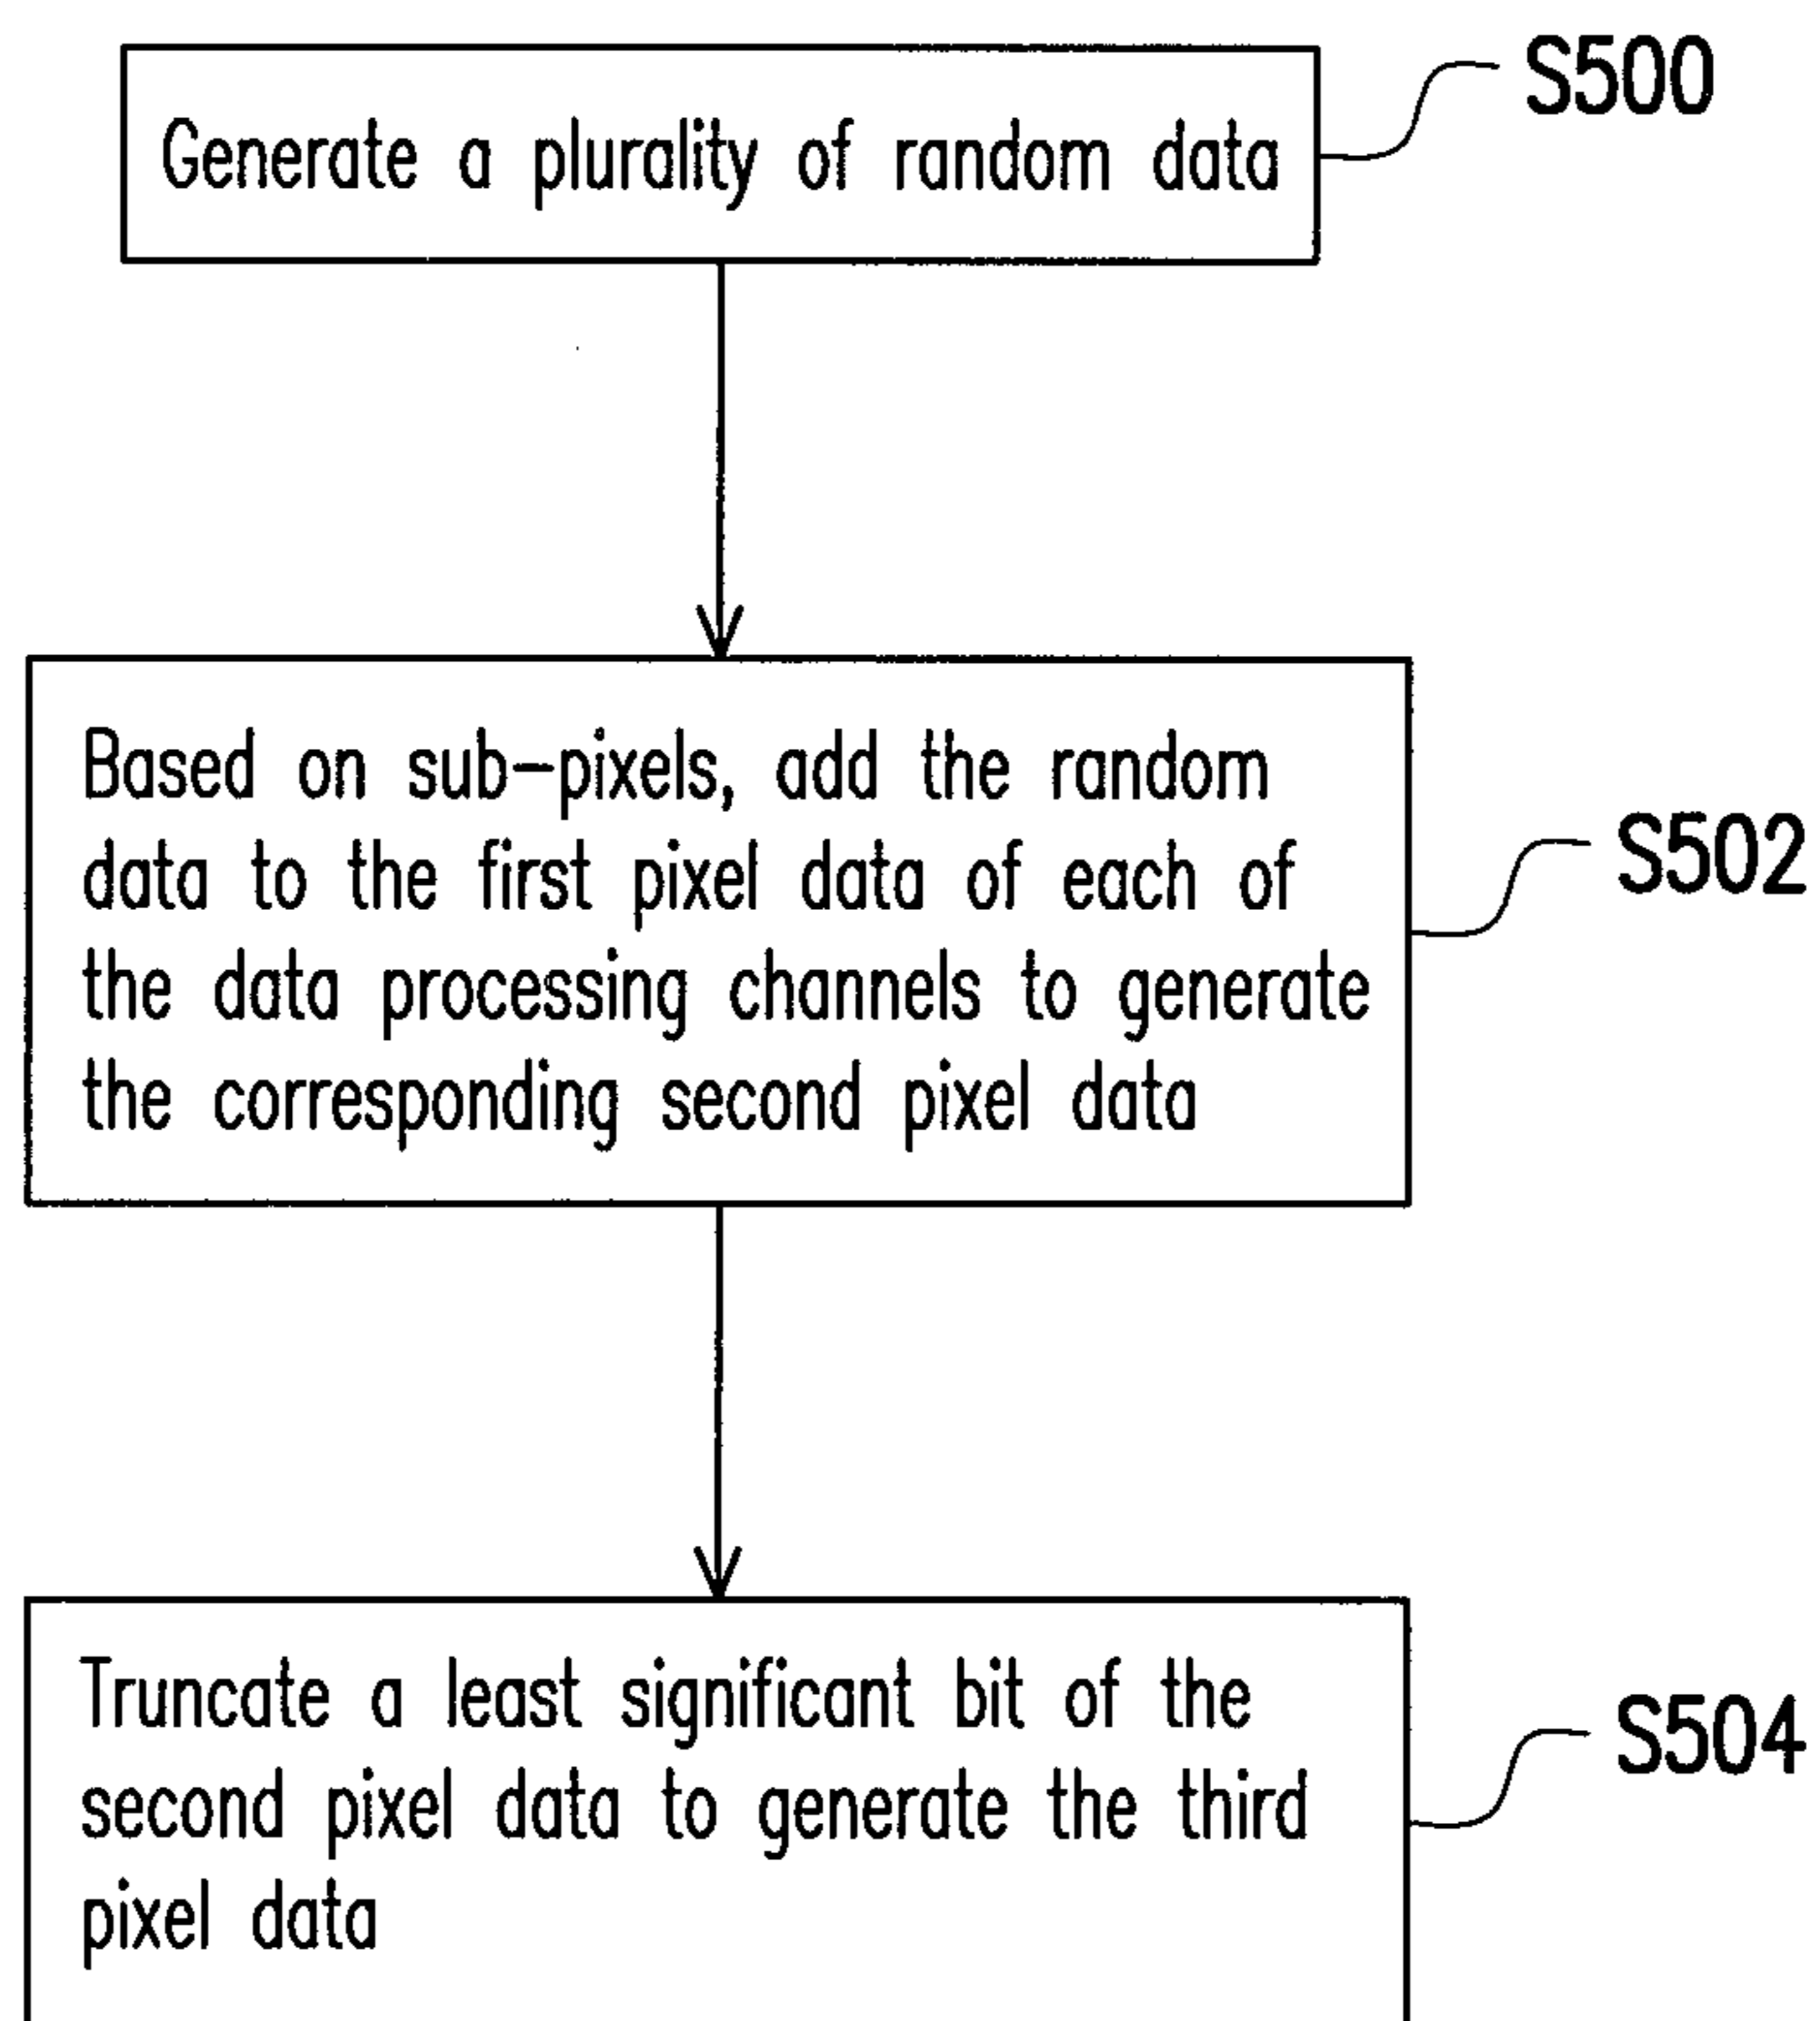 Generate a plurality of random data
S500
Based on sub-pixels, add the random
data to the first pixel data of each of
the data processing channels to generate
the corresponding second pixel data
S502
Truncate a least significant bit of the
second pixel data to generate the third
pixel data
S504